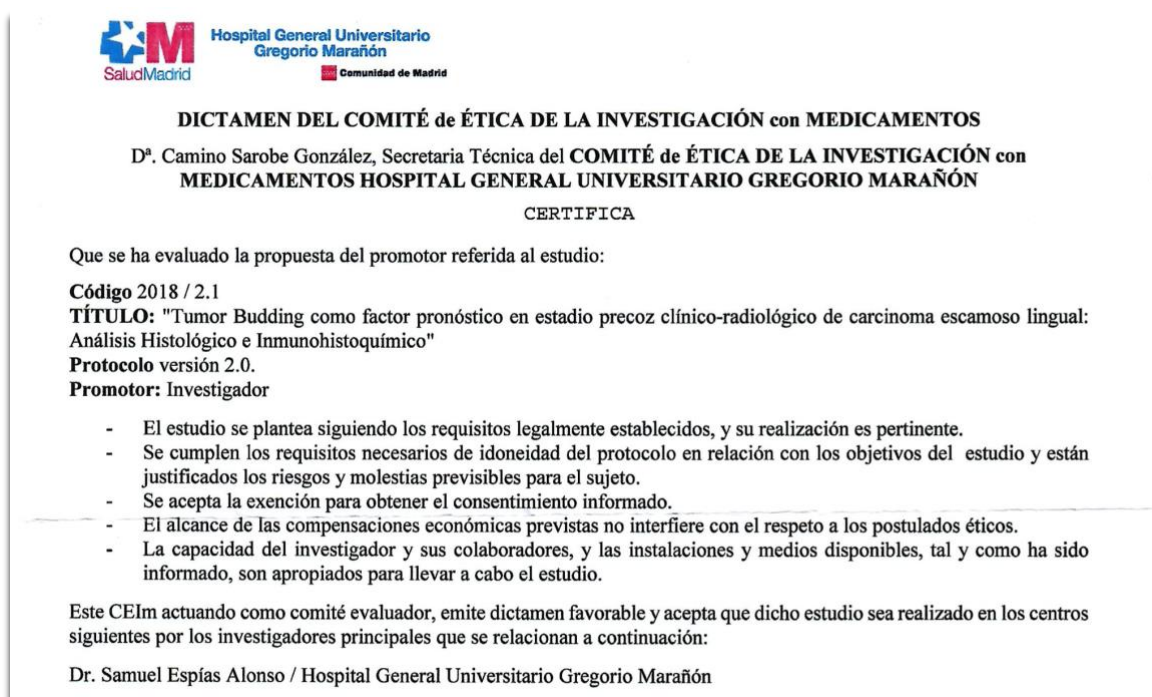 SaludMadrid
Hospital General Universitario
Gregorio Marañón
Comunidad de Madrid
DICTAMEN DEL COMITÉ de ÉTICA DE LA INVESTIGACIÓN con MEDICAMENTOS
Dª. Camino Sarobe González, Secretaria Técnica del COMITÉ de ÉTICA DE LA INVESTIGACIÓN con
MEDICAMENTOS HOSPITAL GENERAL UNIVERSITARIO GREGORIO MARAÑÓN
CERTIFICA
Que se ha evaluado la propuesta del promotor referida al estudio:
Código 2018 / 2.1
TÍTULO: "Tumor Budding como factor pronóstico en estadio precoz clínico-radiológico de carcinoma escamoso lingual:
Análisis Histológico e Inmunohistoquímico"
Protocolo versión 2.0.
Promotor: Investigador
- El estudio se plantea siguiendo los requisitos legalmente establecidos, y su realización es pertinente.
- Se cumplen los requisitos necesarios de idoneidad del protocolo en relación con los objetivos del estudio y están
justificados los riesgos y molestias previsibles para el sujeto.
- Se acepta la exención para obtener el consentimiento informado.
- El alcance de las compensaciones económicas previstas no interfiere con el respeto a los postulados éticos.
- La capacidad del investigador y sus colaboradores, y las instalaciones y medios disponibles, tal y como ha sido
informado, son apropiados para llevar a cabo el estudio.
Este CEIm actuando como comité evaluador, emite dictamen favorable y acepta que dicho estudio sea realizado en los centros
siguientes por los investigadores principales que se relacionan a continuación:
Dr. Samuel Espías Alonso / Hospital General Universitario Gregorio Marañón